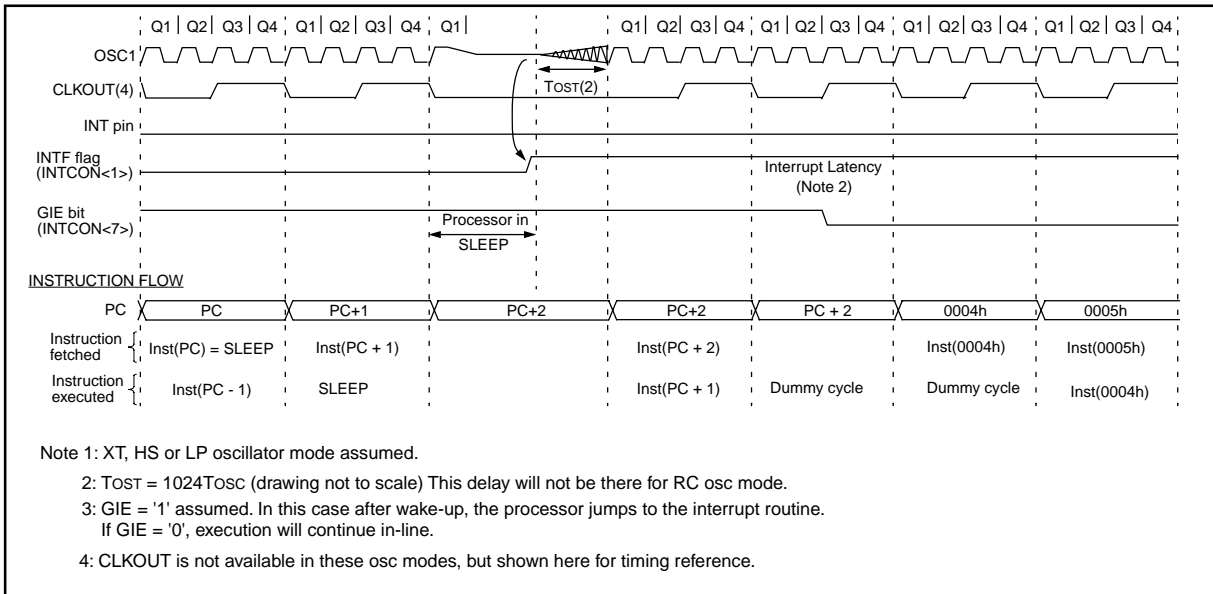 Q1 Q2 Q3 Q4 Q1 Q2 Q3 Q4 Q1 Q1 Q2 Q3 Q4 Q1 Q2 Q3 Q4 Q1 Q2 Q3 Q4 Q1 Q2 Q3 Q4
OSC1
TOST(2)
CLKOUT(4)
INT pin
INTF flag
(INTCON<1>)
Interrupt Latency
(Note 2)
GIE bit
(INTCON<7>)
Processor in
SLEEP
INSTRUCTION FLOW
PC PC PC+1 PC+2 PC+2 PC + 2 0004h 0005h
Instruction
fetched
Inst(PC) = SLEEP Inst(PC + 1) Inst(PC + 2) Inst(0004h) Inst(0005h)
Instruction
executed
Inst(PC - 1) SLEEP Inst(PC + 1) Dummy cycle Dummy cycle Inst(0004h)
Note 1: XT, HS or LP oscillator mode assumed.
2: TOST = 1024TOSC (drawing not to scale) This delay will not be there for RC osc mode.
3: GIE = '1' assumed. In this case after wake-up, the processor jumps to the interrupt routine.
If GIE = '0', execution will continue in-line.
4: CLKOUT is not available in these osc modes, but shown here for timing reference.